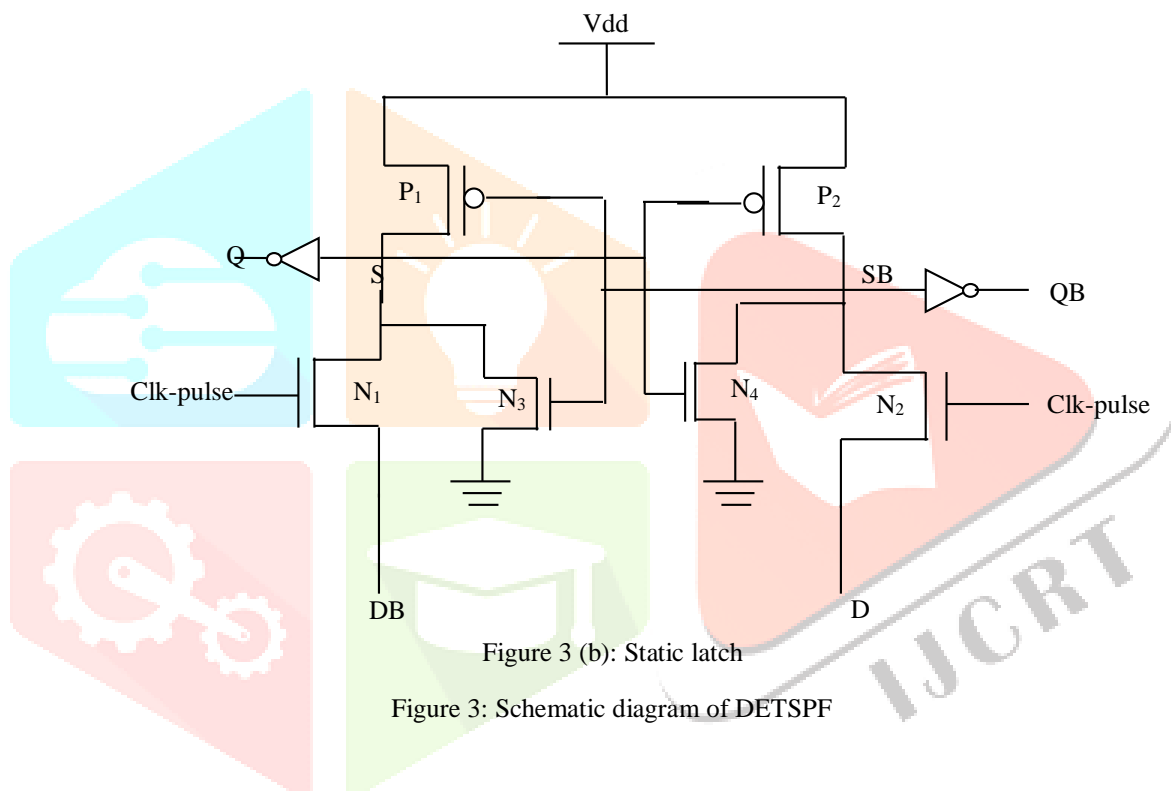 Vdd
P1
P2
Q
S
SB
QB
Clk-pulse
N1
N3
N4
N2
Clk-pulse
DB
D
Figure 3 (b): Static latch
Figure 3: Schematic diagram of DETSPF
IJCRT